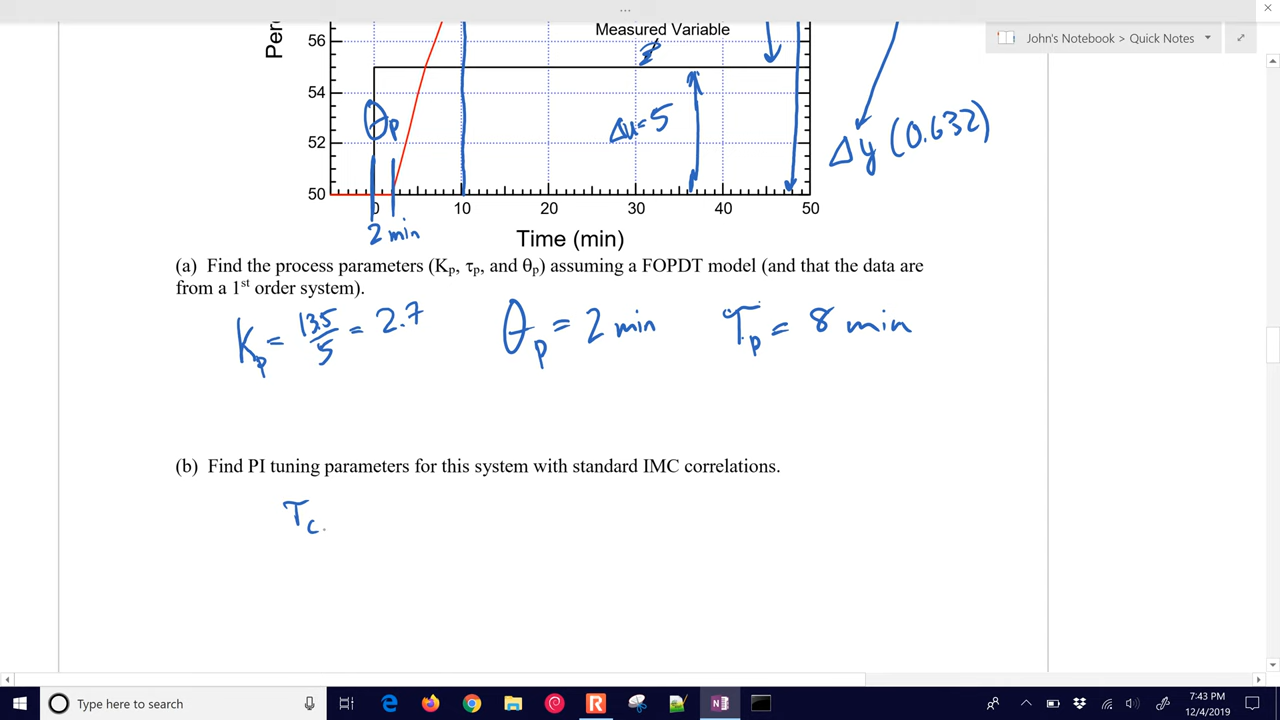 Measured Variable
John's Notebook > Quick Notes
Perc
56
54
52
50
θp
Δu=5
Δy (0.632)
0 10 20 30 40 50
2 min
Time (min)
(a) Find the process parameters (Kp, τp, and θp) assuming a FOPDT model (and that the data are
from a 1st order system).
Kp = 13.5/5 = 2.7 θp = 2 min τp = 8 min
(b) Find PI tuning parameters for this system with standard IMC correlations.
τc
Type here to search
7:43 PM
12/4/2019